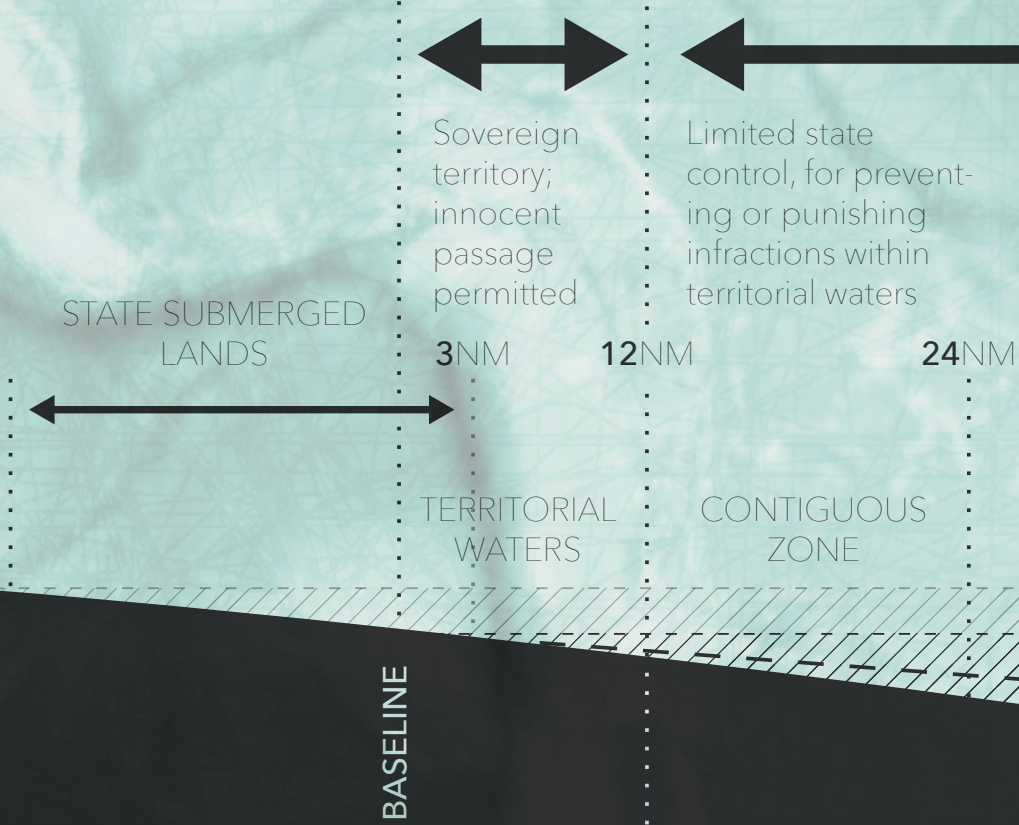 Sovereign
territory;
innocent
passage
permitted
Limited state
control, for prevent-
ing or punishing
infractions within
territorial waters
STATE SUBMERGED
LANDS
3NM
12NM
24NM
TERRITORIAL
WATERS
CONTIGUOUS
ZONE
BASELINE